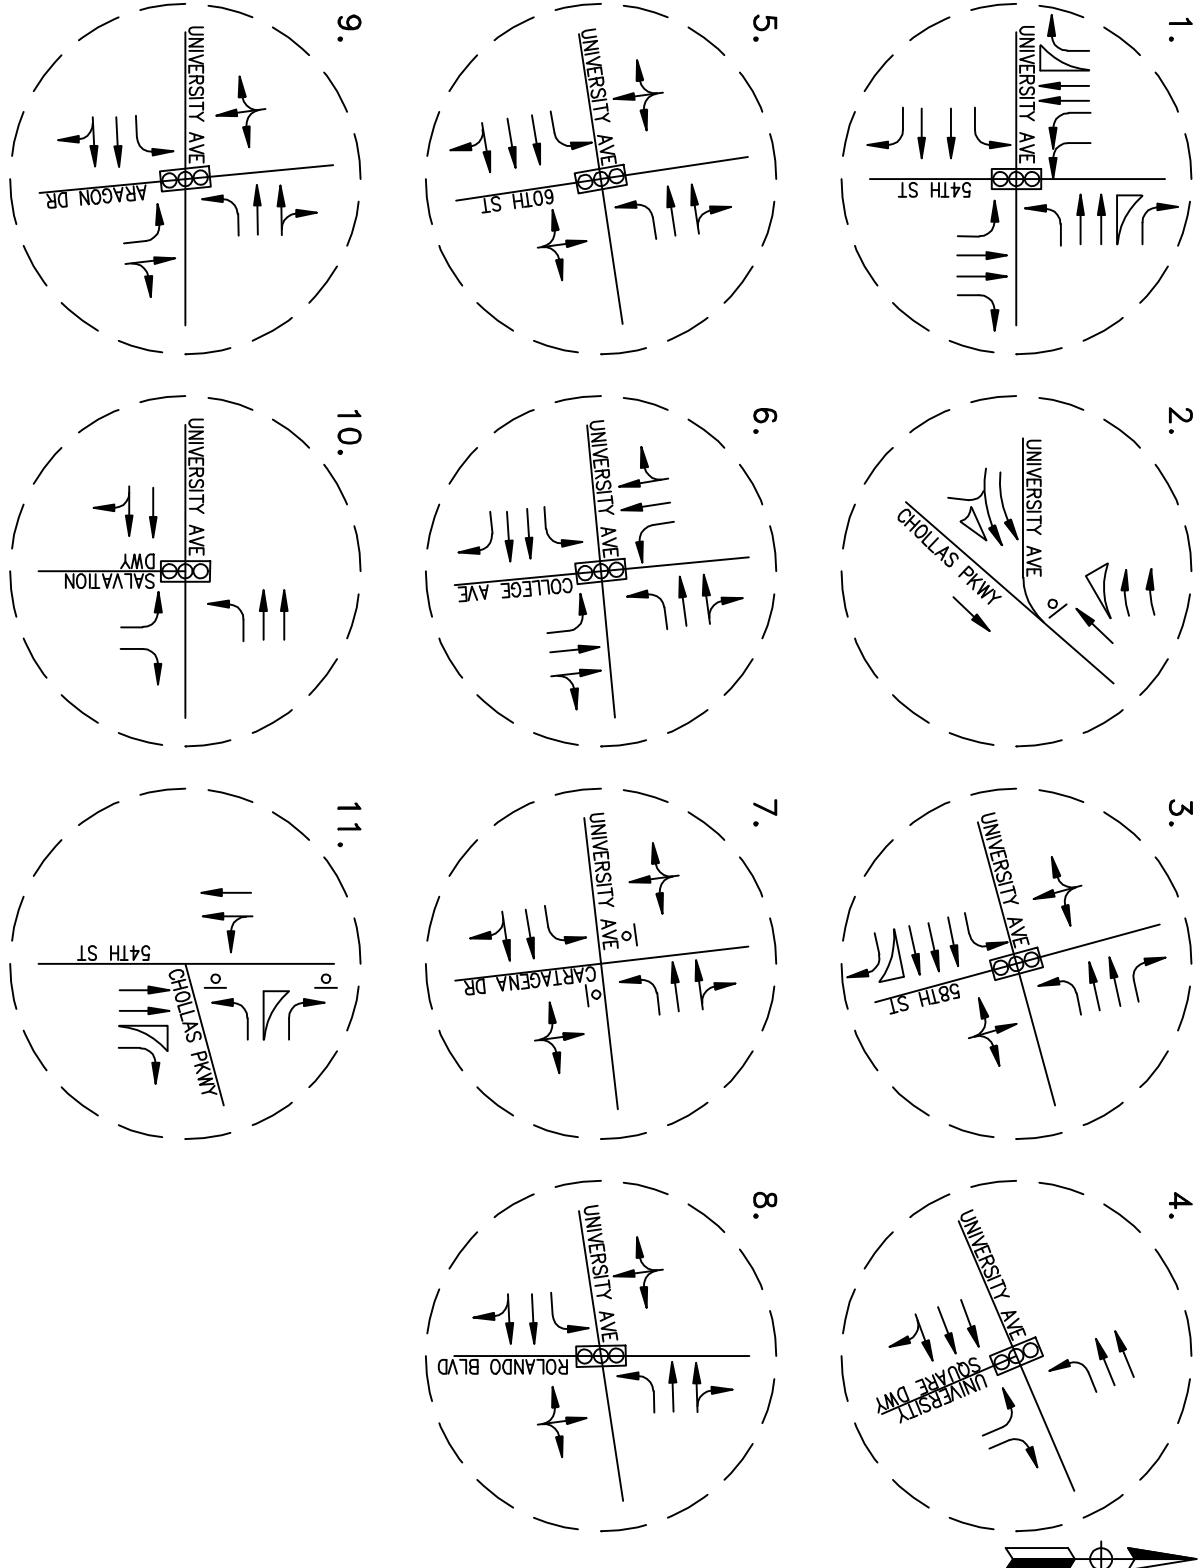 1.
UNIVERSITY AVE
54TH ST
2.
UNIVERSITY AVE
CHOLLAS PKWY
3.
UNIVERSITY AVE
58TH ST
4.
UNIVERSITY AVE
UNIVERSITY
SQUARE DWY
5.
UNIVERSITY AVE
60TH ST
6.
UNIVERSITY AVE
COLLEGE AVE
7.
UNIVERSITY AVE
CARTAGENA DR
8.
UNIVERSITY AVE
ROLANDO BLVD
9.
UNIVERSITY AVE
ARAGON DR
10.
UNIVERSITY AVE
SALVATION
DWY
11.
54TH ST
CHOLLAS PKWY